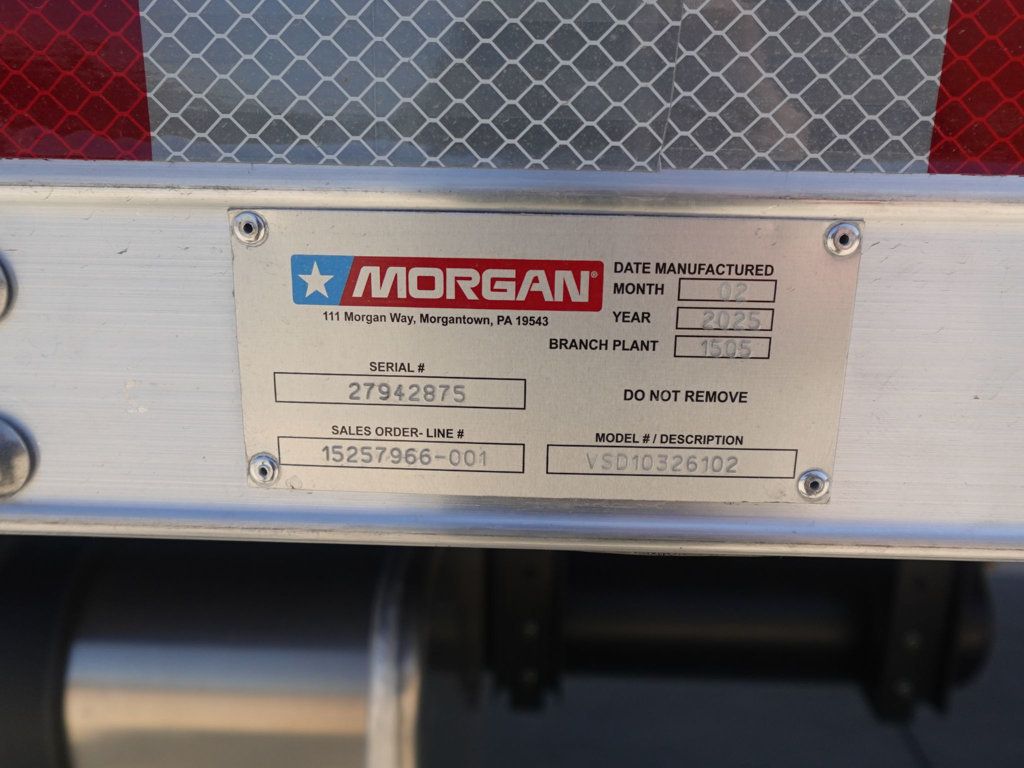 MORGAN®
111 Morgan Way, Morgantown, PA 19543
DATE MANUFACTURED
MONTH 02
YEAR 2025
BRANCH PLANT 1505
SERIAL #
27942875
DO NOT REMOVE
SALES ORDER- LINE #
15257966-001
MODEL # / DESCRIPTION
VSD10326102